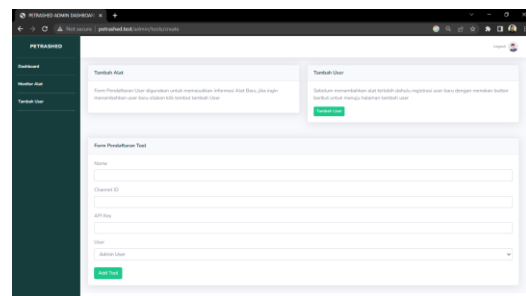 PETRASHED ADMIN DASHBOAR
Not secure | petrashed.test/admin/tools/create
PETRASHED
Logout
Dashboard
Monitor Alat
Tambah User
Tambah Alat
Form Pendaftaran User digunakan untuk memasukkan informasi Alat Baru, jika ingin
menambahkan user baru silakan klik tombol tambah User
Tambah User
Sebelum menambahkan alat terlebih dahulu registrasi user baru dengan menekan button
berikut untuk menuju halaman tambah user
Tambah User
Form Pendaftaran Tool
Name
Channel ID
API Key
User
Admin User
Add Tool